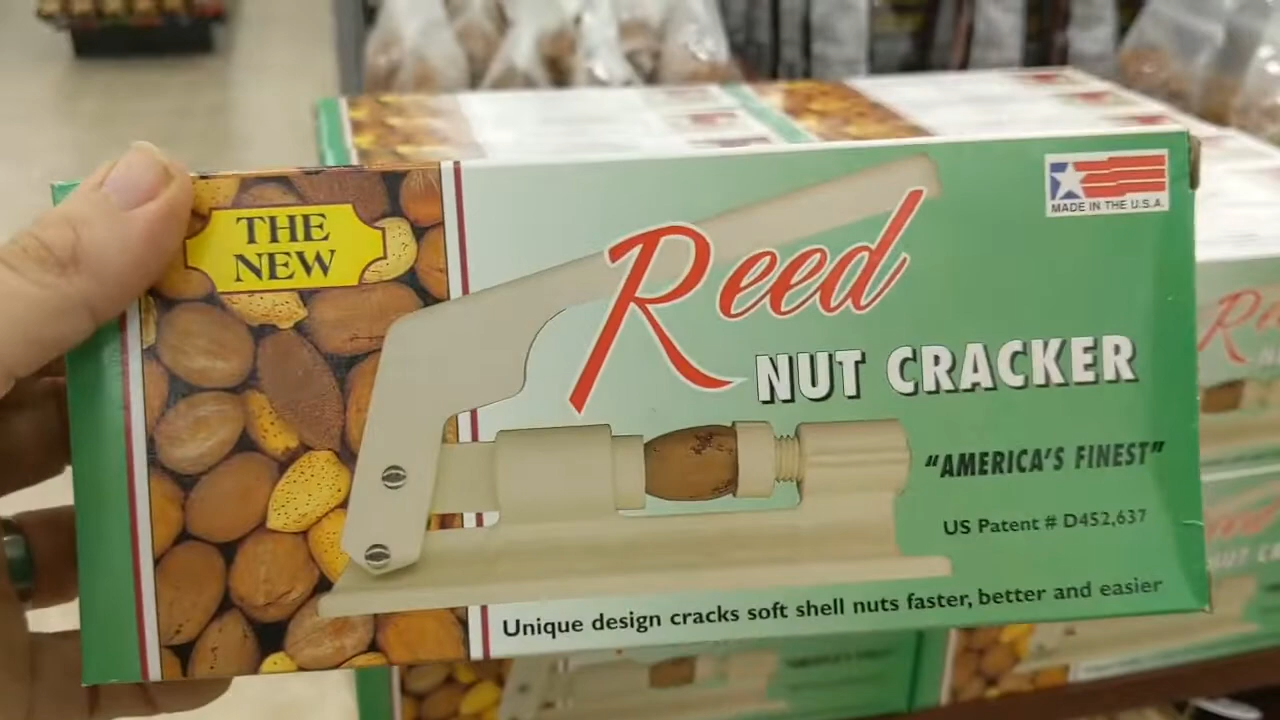 THE
NEW
Reed
NUT CRACKER
MADE IN THE U.S.A.
"AMERICA'S FINEST"
US Patent # D452,637
Unique design cracks soft shell nuts faster, better and easier